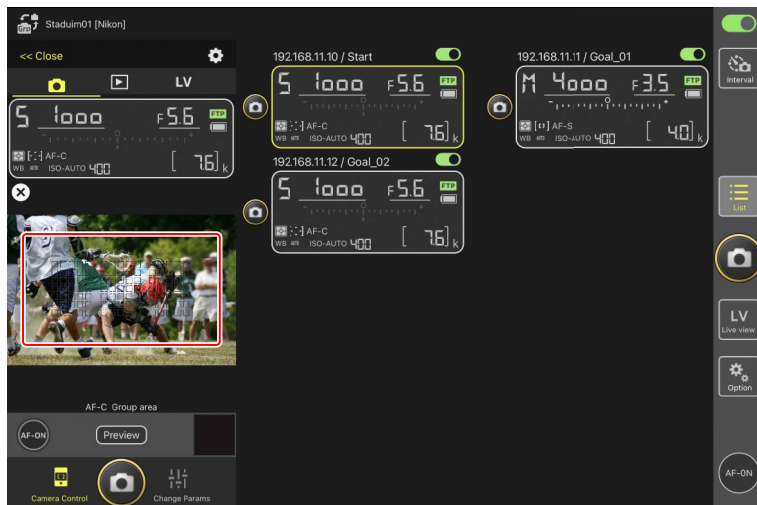 Grp
Staduim01 [Nikon]
<< Close
LV
S 1000 F5.6 FTP
AF-C
WB ISO-AUTO 400 [ 7.6] k
AF-C Group area
AF-ON
Preview
Camera Control
Change Params
192.168.11.10 / Start
S 1000 F5.6 FTP
- +
AF-C
WB ISO-AUTO 400 [ 7.6] k
192.168.11.11 / Goal_01
M 4000 F3.5 FTP
- +
AF-S
WB ISO-AUTO 400 [ 4.0] k
192.168.11.12 / Goal_02
S 1000 F5.6 FTP
- +
AF-C
WB ISO-AUTO 400 [ 7.6] k
Interval
List
LV
Live view
Option
AF-ON